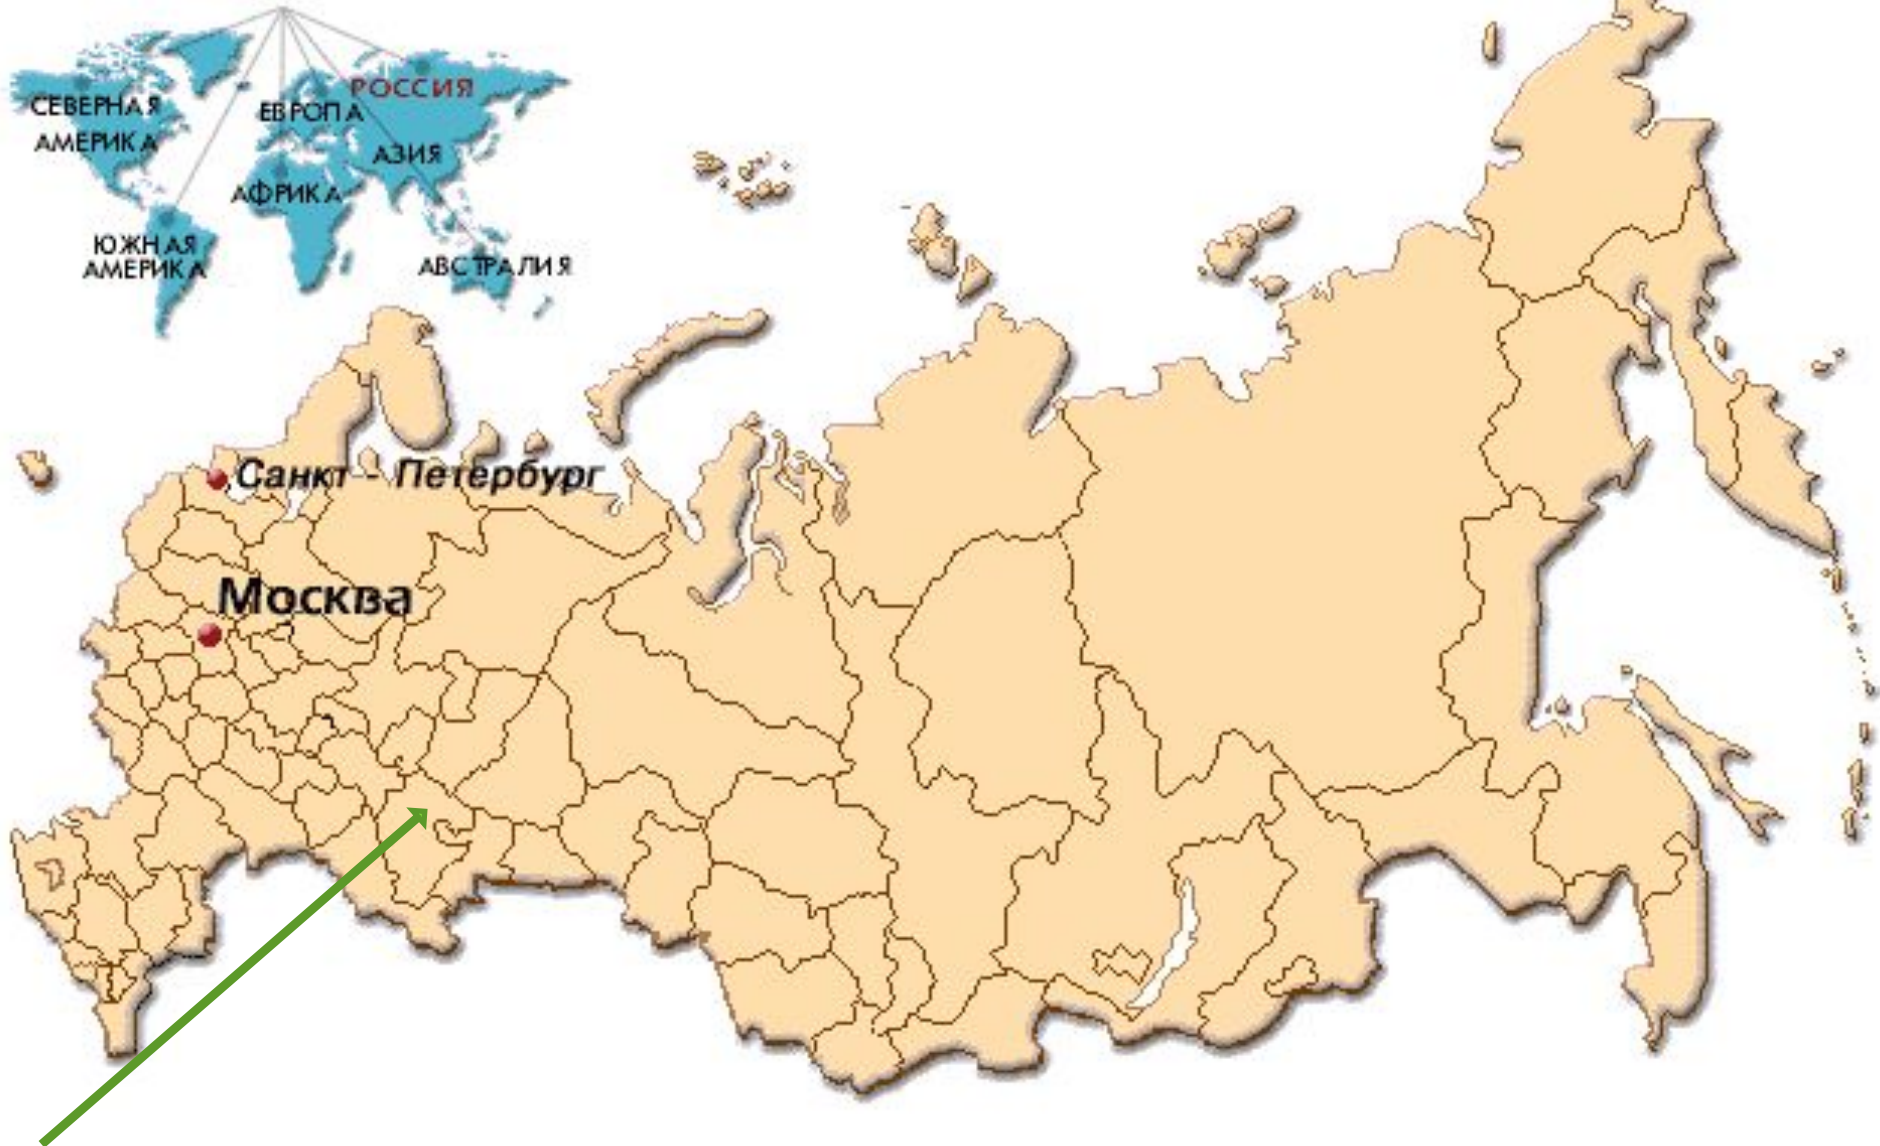 РОССИЯ
СЕВЕРНАЯ
АМЕРИКА
ЕВРОПА
АЗИЯ
АФРИКА
ЮЖНАЯ
АМЕРИКА
АВСТРАЛИЯ
Санкт - Петербург
Москва